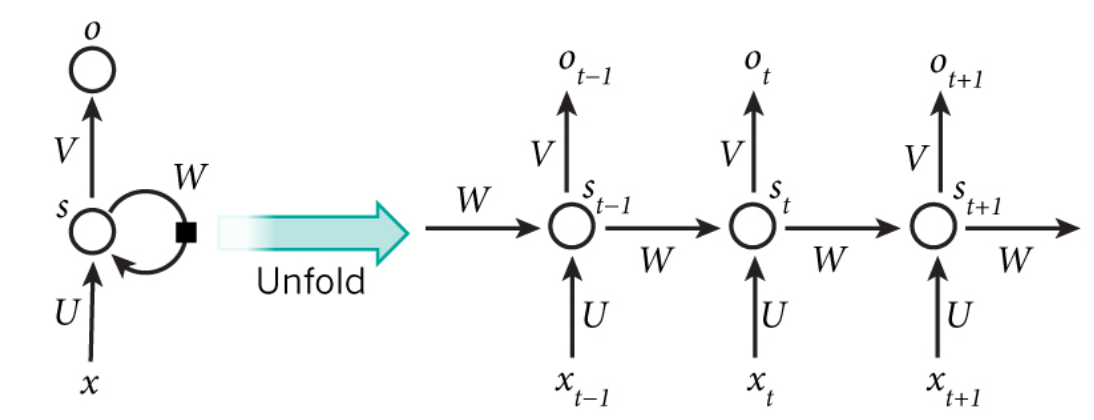 o
V
W
s
U
x
Unfold
o_{t-1} o_t o_{t+1}
V V V
W s_{t-1} s_t s_{t+1}
W W W
U U U
x_{t-1} x_t x_{t+1}